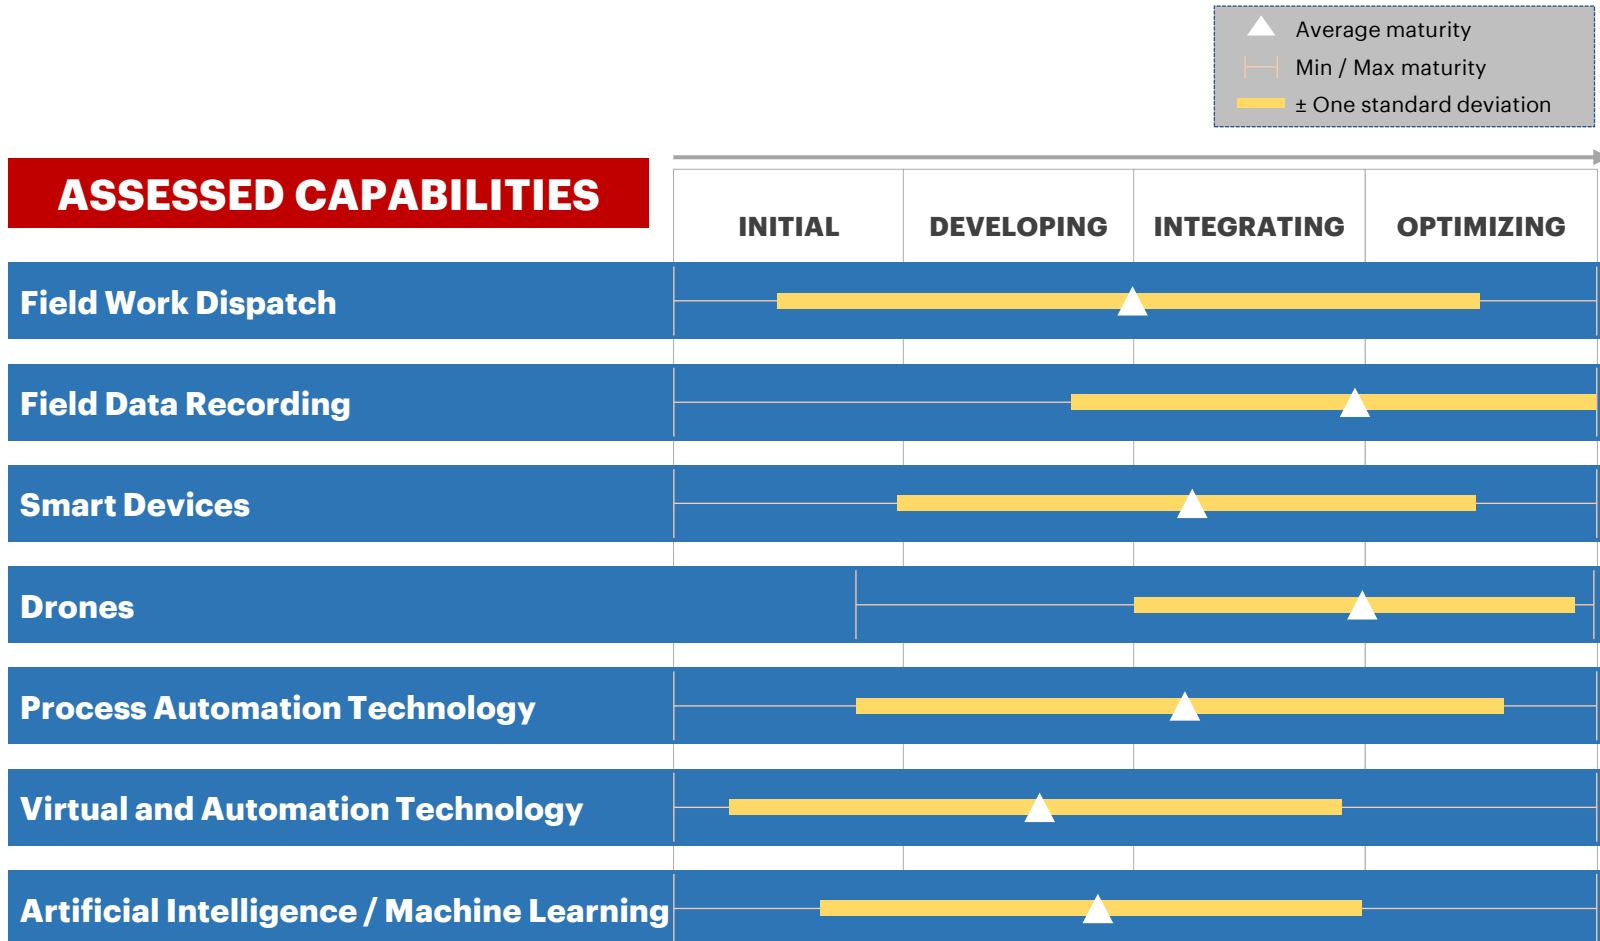 Average maturity
Min / Max maturity
± One standard deviation
ASSESSED CAPABILITIES
INITIAL DEVELOPING INTEGRATING OPTIMIZING
Field Work Dispatch
Field Data Recording
Smart Devices
Drones
Process Automation Technology
Virtual and Automation Technology
Artificial Intelligence / Machine Learning